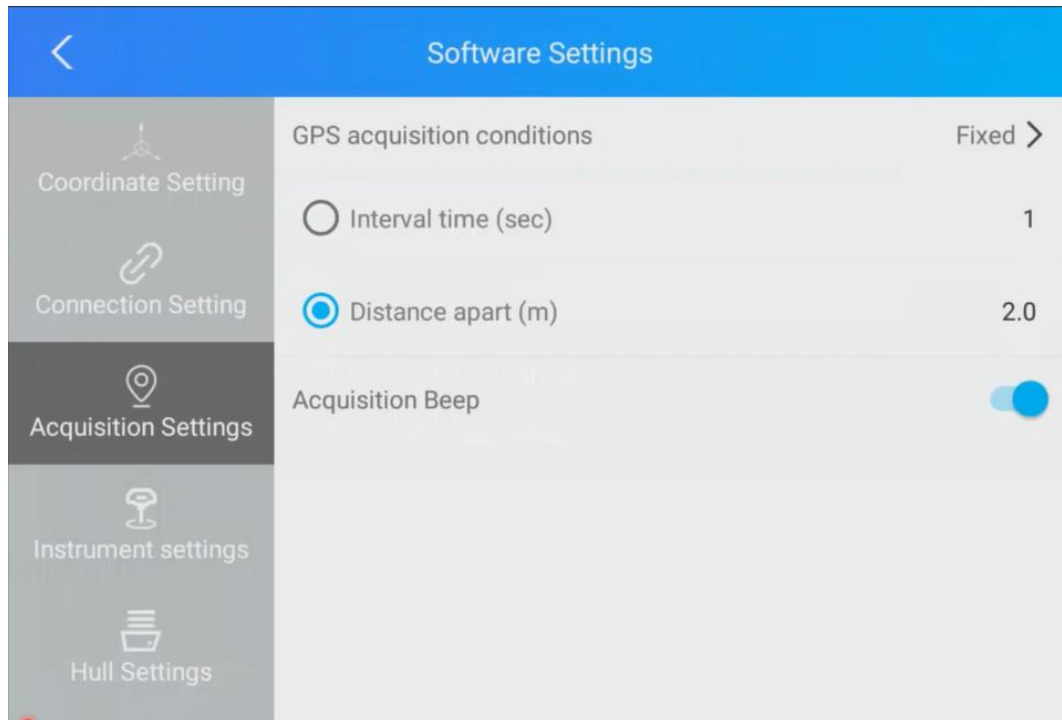 Software Settings
Coordinate Setting
Connection Setting
Acquisition Settings
Instrument settings
Hull Settings
GPS acquisition conditions Fixed
Interval time (sec) 1
Distance apart (m) 2.0
Acquisition Beep